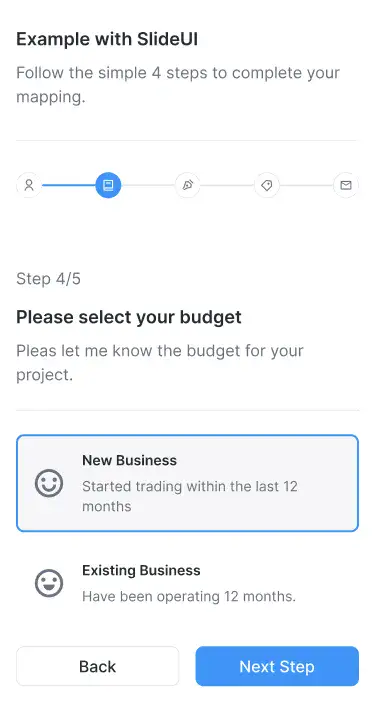 Example with SlideUI
Follow the simple 4 steps to complete your
mapping.
Step 4/5
Please select your budget
Pleas let me know the budget for your
project.
New Business
Started trading within the last 12
months
Existing Business
Have been operating 12 months.
Back
Next Step